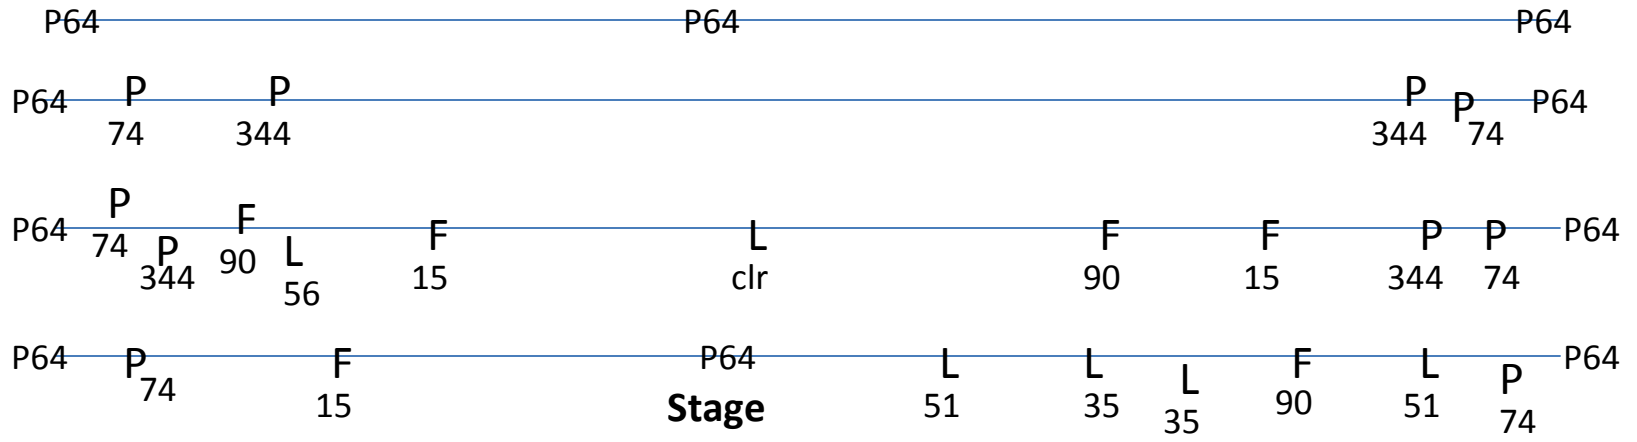 P64 P64 P64
P64 P P P P P64
74 344 344 74
P64 P P F L F L F F P P P64
74 344 90 56 15 clr 90 15 344 74
P64 P F P64 L L L F L P P64
74 15 Stage 51 35 35 90 51 74